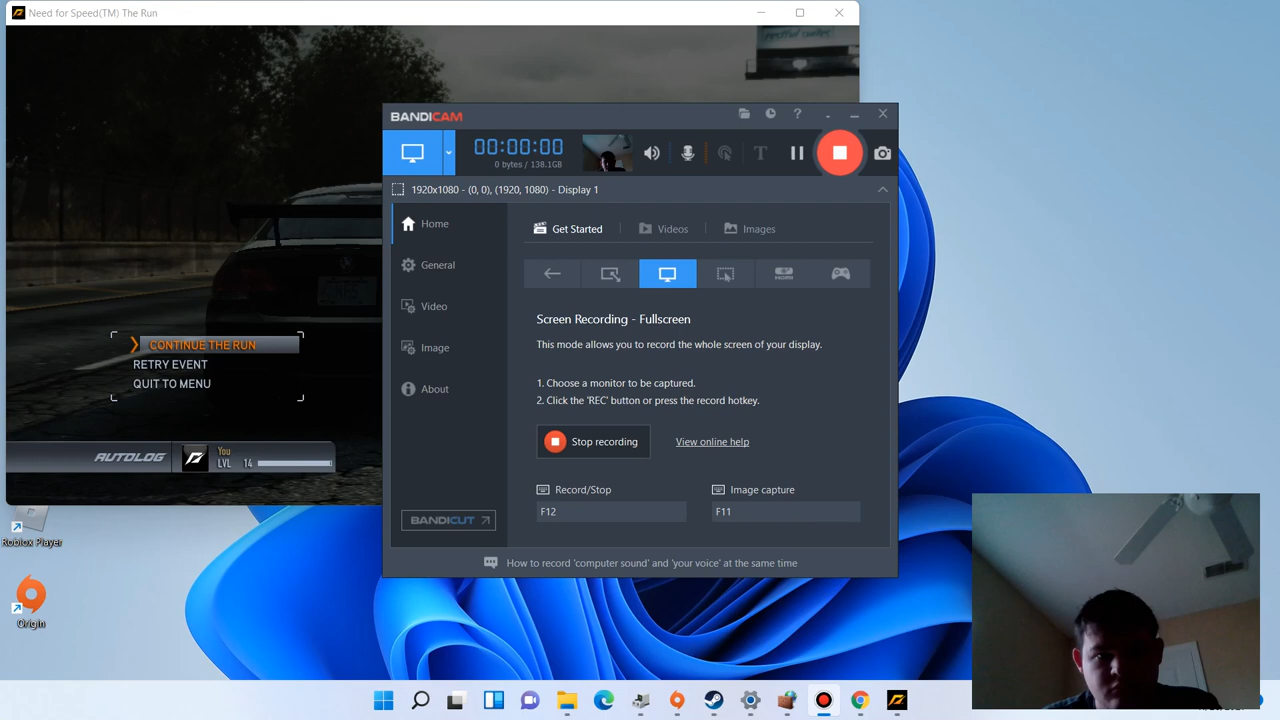 Need for Speed(TM) The Run
CONTINUE THE RUN
RETRY EVENT
QUIT TO MENU
AUTOLOG
You
LVL 14
BANDICAM
00:00:00
0 bytes / 138.1GB
1920x1080 - (0, 0), (1920, 1080) - Display 1
Home
General
Video
Image
About
BANDICUT
Get Started
Videos
Images
HDMI
Screen Recording - Fullscreen
This mode allows you to record the whole screen of your display.
1. Choose a monitor to be captured.
2. Click the 'REC' button or press the record hotkey.
Stop recording
View online help
Record/Stop
F12
Image capture
F11
How to record 'computer sound' and 'your voice' at the same time
Roblox Player
Origin